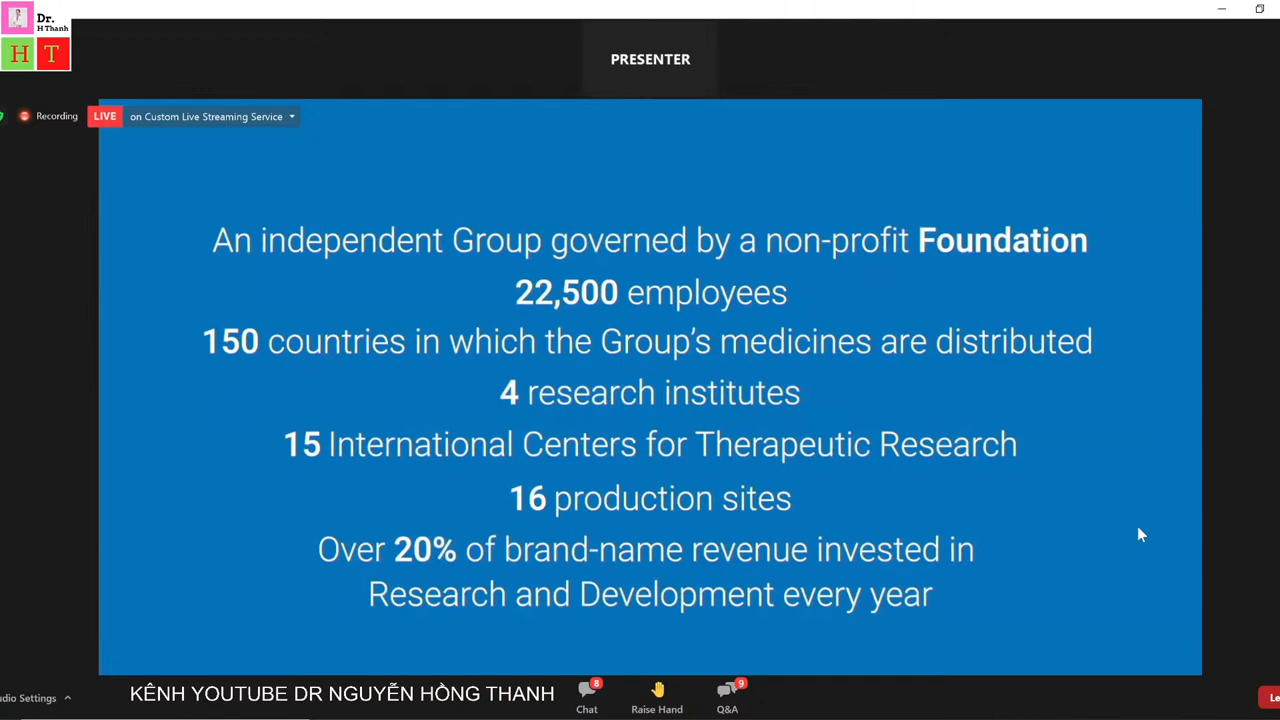 Dr.
H Thanh
H T
PRESENTER
Recording
LIVE
on Custom Live Streaming Service
An independent Group governed by a non-profit Foundation
22,500 employees
150 countries in which the Group's medicines are distributed
4 research institutes
15 International Centers for Therapeutic Research
16 production sites
Over 20% of brand-name revenue invested in
Research and Development every year
Settings
KÊNH YOUTUBE DR NGUYỄN HỒNG THANH
8
Chat
Raise Hand
9
Q&A